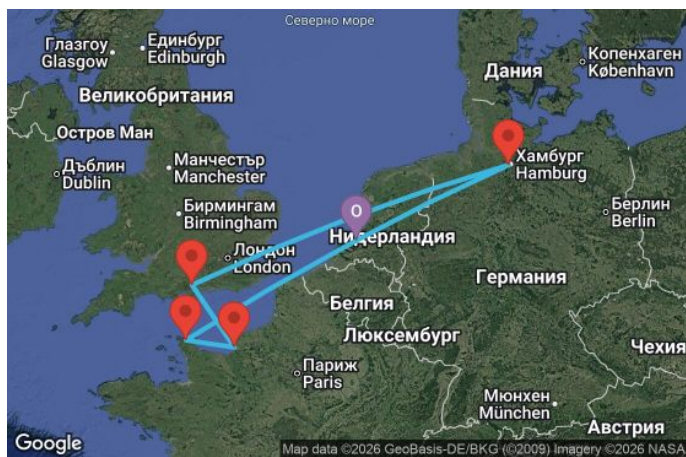 Северно море
Глазгоу
Glasgow
Единбург
Edinburgh
Великобритания
Остров Ман
Дъблин
Dublin
Манчестър
Manchester
Бирмингам
Birmingham
Лондон
London
Дания
Копенхаген
København
Хамбург
Hamburg
Берлин
Berlin
O
Нидерландия
Германия
Белгия
Люксембург
Париж
Paris
Чехия
Мюнхен
München
Австрия
Google
Map data ©2026 GeoBasis-DE/BKG (©2009) Imagery ©2026 NASA